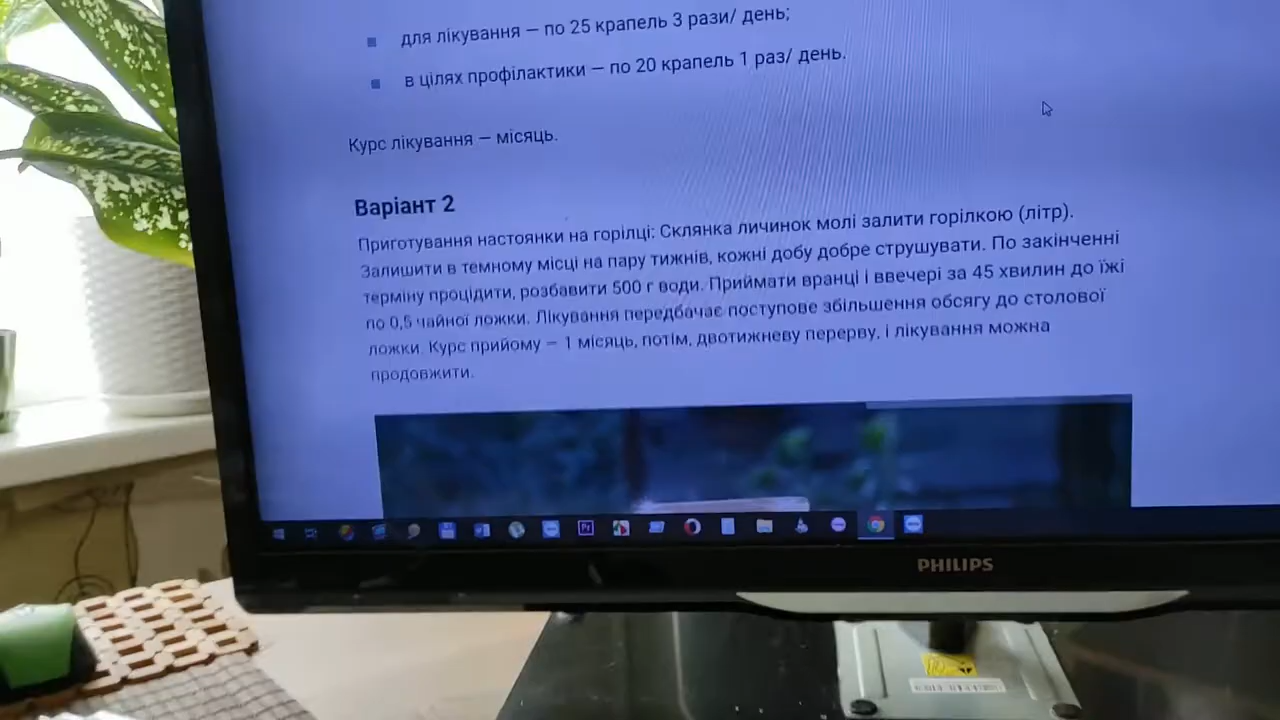 для лікування — по 25 крапель 3 рази/ день;
в цілях профілактики — по 20 крапель 1 раз/ день.
Курс лікування — місяць.
Варіант 2
Приготування настоянки на горілці: Склянка личинок молі залити горілкою (літр).
Залишити в темному місці на пару тижнів, кожні добу добре струшувати. По закінченні
терміну процідити, розбавити 500 г води. Приймати вранці і ввечері за 45 хвилин до їжі
по 0,5 чайної ложки. Лікування передбачає поступове збільшення обсягу до столової
ложки. Курс прийому — 1 місяць, потім, двотижневу перерву, і лікування можна
продовжити.
Pr
PHILIPS